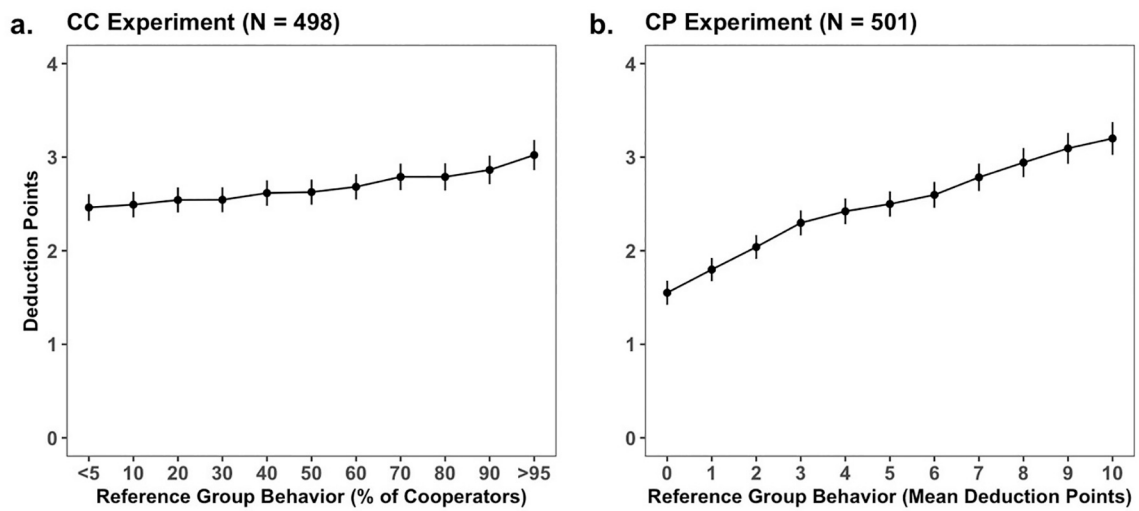 a. CC Experiment (N = 498)
Deduction Points
4
3
2
1
0
<5 10 20 30 40 50 60 70 80 90 >95
Reference Group Behavior (% of Cooperators)
b. CP Experiment (N = 501)
4
3
2
1
0
0 1 2 3 4 5 6 7 8 9 10
Reference Group Behavior (Mean Deduction Points)